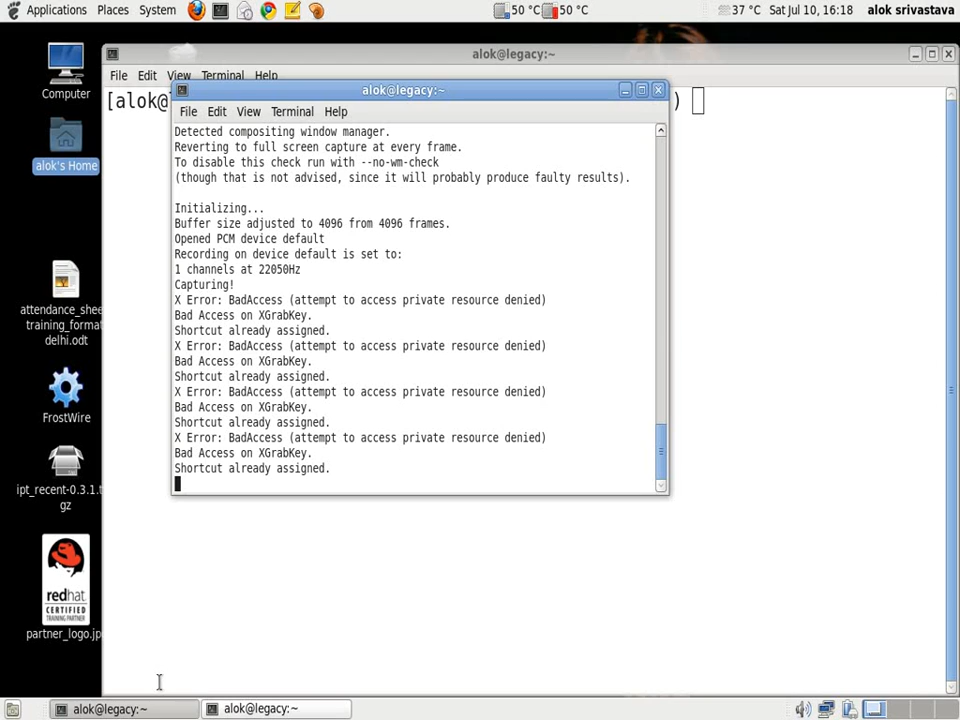 Applications Places System
50 °C 50 °C
37 °C Sat Jul 10, 16:18 alok srivastava
Computer
alok's Home
attendance_shee
training_format
delhi.odt
FrostWire
ipt_recent-0.3.1.t
gz
redhat
CERTIFIED
TRAINING PARTNER
partner_logo.jp
alok@legacy:~
File Edit View Terminal Help
[alok@
)
alok@legacy:~
File Edit View Terminal Help
Detected compositing window manager.
Reverting to full screen capture at every frame.
To disable this check run with --no-wm-check
(though that is not advised, since it will probably produce faulty results).
Initializing...
Buffer size adjusted to 4096 from 4096 frames.
Opened PCM device default
Recording on device default is set to:
1 channels at 22050Hz
Capturing!
X Error: BadAccess (attempt to access private resource denied)
Bad Access on XGrabKey.
Shortcut already assigned.
X Error: BadAccess (attempt to access private resource denied)
Bad Access on XGrabKey.
Shortcut already assigned.
X Error: BadAccess (attempt to access private resource denied)
Bad Access on XGrabKey.
Shortcut already assigned.
X Error: BadAccess (attempt to access private resource denied)
Bad Access on XGrabKey.
Shortcut already assigned.
alok@legacy:~
alok@legacy:~